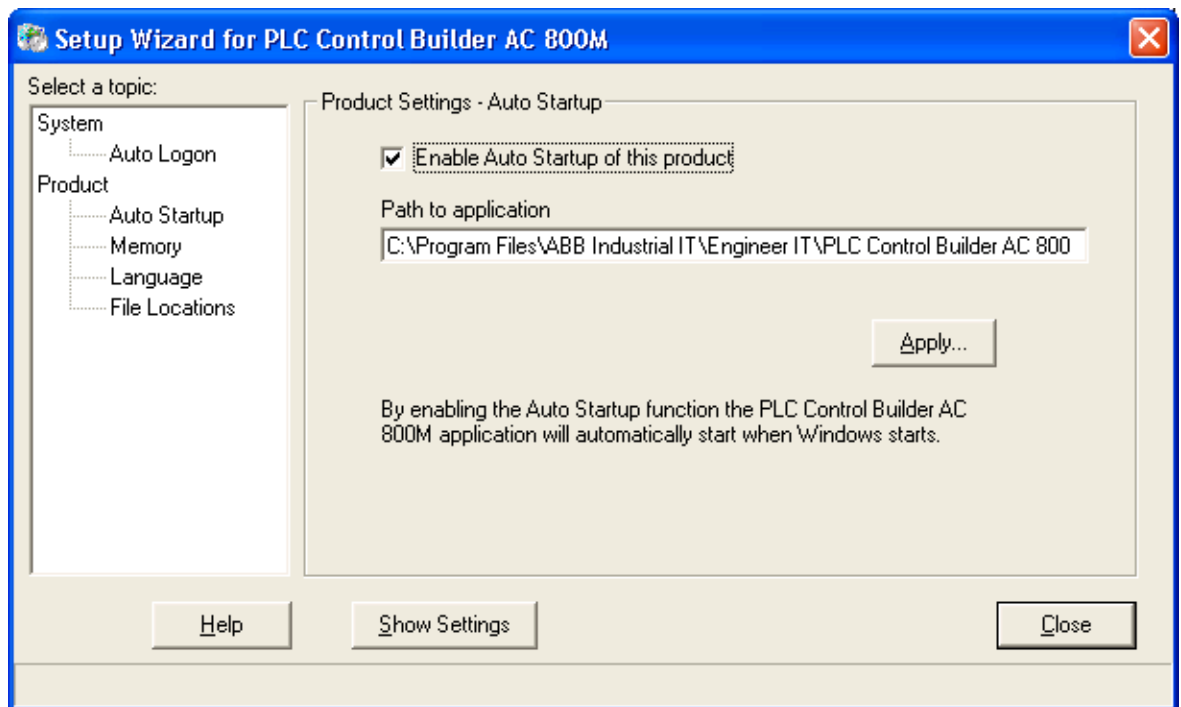 Setup Wizard for PLC Control Builder AC 800M
Select a topic:
System
Auto Logon
Product
Auto Startup
Memory
Language
File Locations
Product Settings - Auto Startup
Enable Auto Startup of this product
Path to application
C:\Program Files\ABB Industrial IT\Engineer IT\PLC Control Builder AC 800
Apply...
By enabling the Auto Startup function the PLC Control Builder AC
800M application will automatically start when Windows starts.
Help
Show Settings
Close